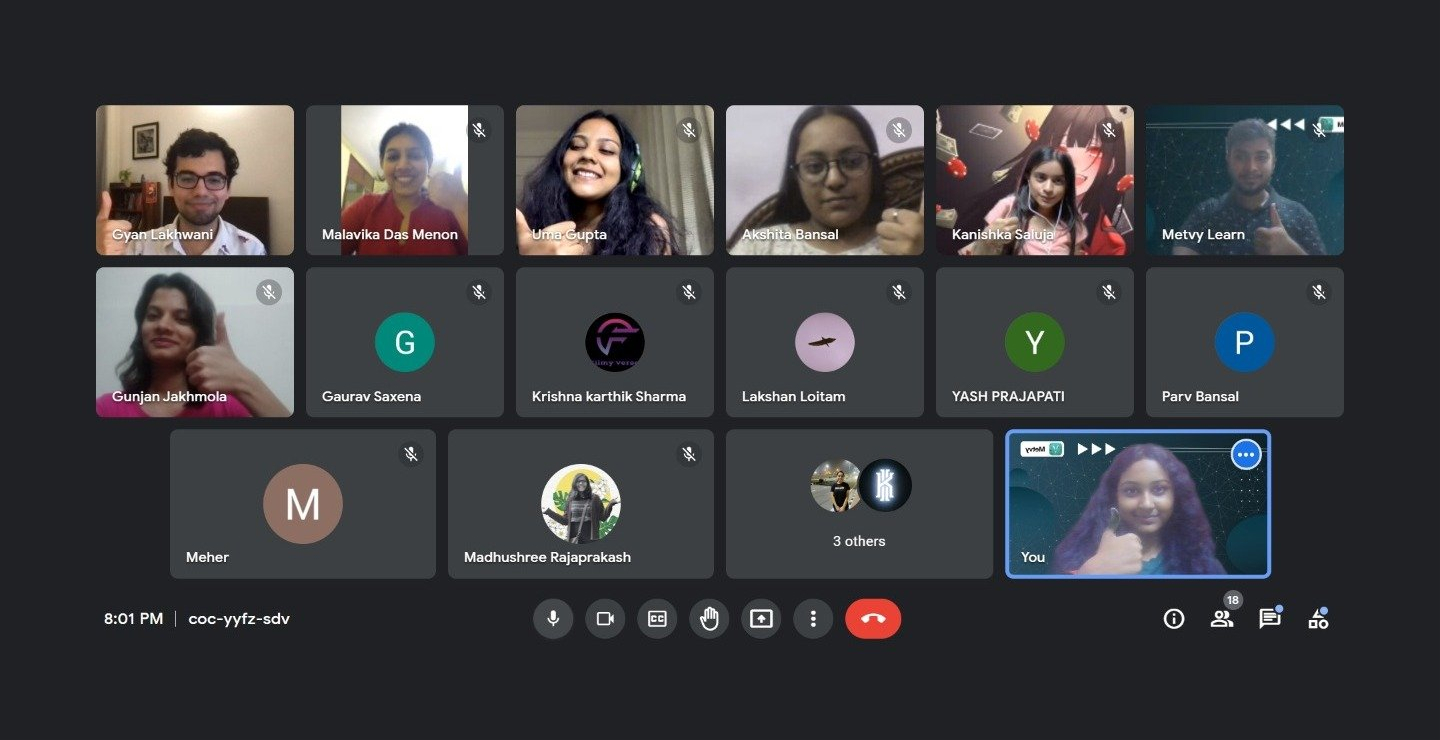 Gyan Lakhwani
Malavika Das Menon
Uma Gupta
Akshita Bansal
Kanishka Saluja
Metvy Learn
Gunjan Jakhmola
G
Gaurav Saxena
Krishna karthik Sharma
Lakshan Loitam
Y
YASH PRAJAPATI
P
Parv Bansal
M
Meher
Madhushree Rajaprakash
3 others
Metvy
You
8:01 PM | coc-yyfz-sdv
CC
18